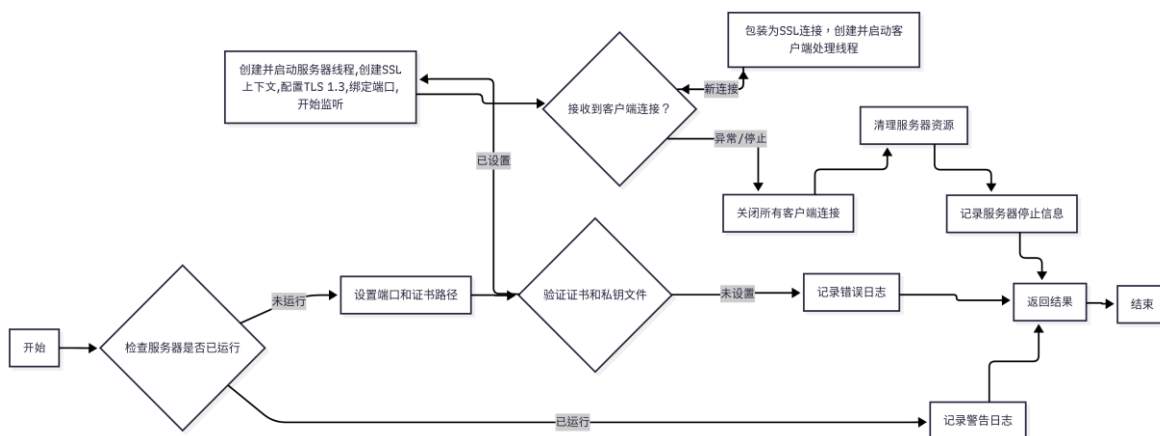 开始
检查服务器是否已运行
未运行
设置端口和证书路径
验证证书和私钥文件
已设置
创建并启动服务器线程,创建SSL
上下文,配置TLS 1.3,绑定端口,
开始监听
接收到客户端连接？
新连接
包装为SSL连接，创建并启动客
户端处理线程
异常/停止
关闭所有客户端连接
清理服务器资源
记录服务器停止信息
未设置
记录错误日志
已运行
记录警告日志
返回结果
结束